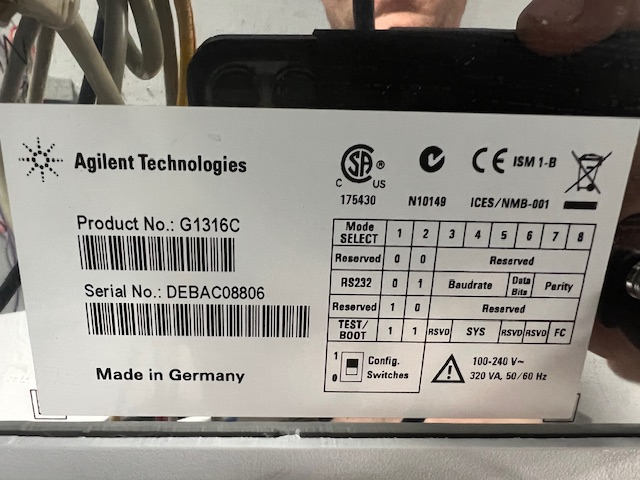 Agilent Technologies
C SA ® US
175430
N10149
CE ISM 1-B
ICES/NMB-001
Product No.: G1316C
Serial No.: DEBAC08806
Made in Germany
Mode SELECT 1 2 3 4 5 6 7 8
Reserved 0 0 Reserved
RS232 0 1 Baudrate Data Bits Parity
Reserved 1 0 Reserved
TEST/BOOT 1 1 RSVD SYS RSVD RSVD FC
1
0
Config.
Switches
100-240 V~
320 VA, 50/60 Hz